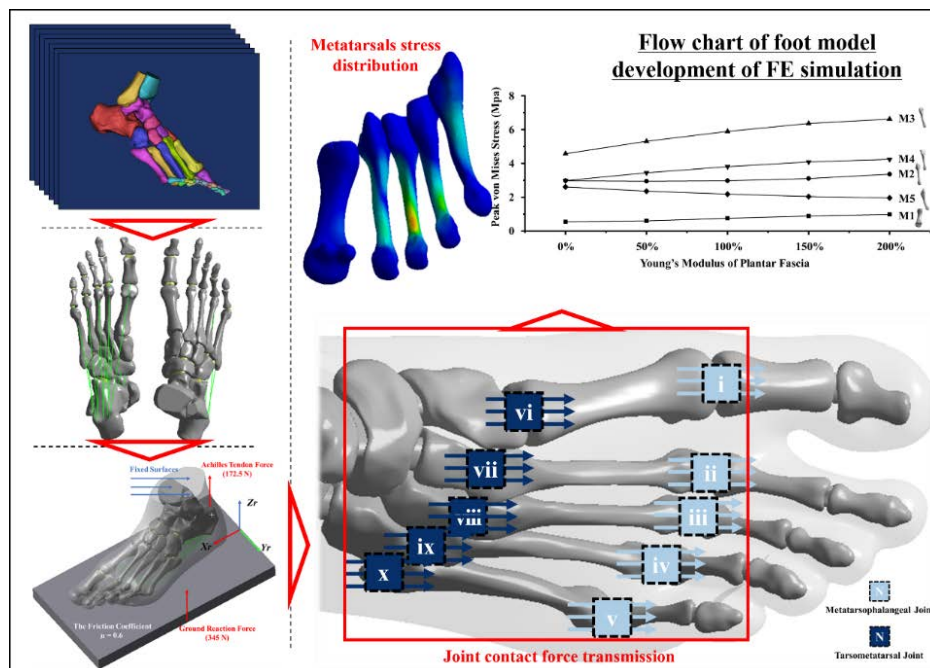 Metatarsals stress
distribution
Flow chart of foot model
development of FE simulation
Peak von Mises Stress (Mpa)
8
6
4
2
0
0%
50%
100%
150%
200%
Young's Modulus of Plantar Fascia
M3
M4
M2
M5
M1
Fixed Surfaces
Achilles Tendon Force
(172.5 N)
Zr
Xr
Yr
The Friction Coefficient
μ = 0.6
Ground Reaction Force
(345 N)
i
ii
iii
iv
v
vi
vii
viii
ix
x
N
Metatarsophalangeal Joint
N
Tarsometatarsal Joint
Joint contact force transmission